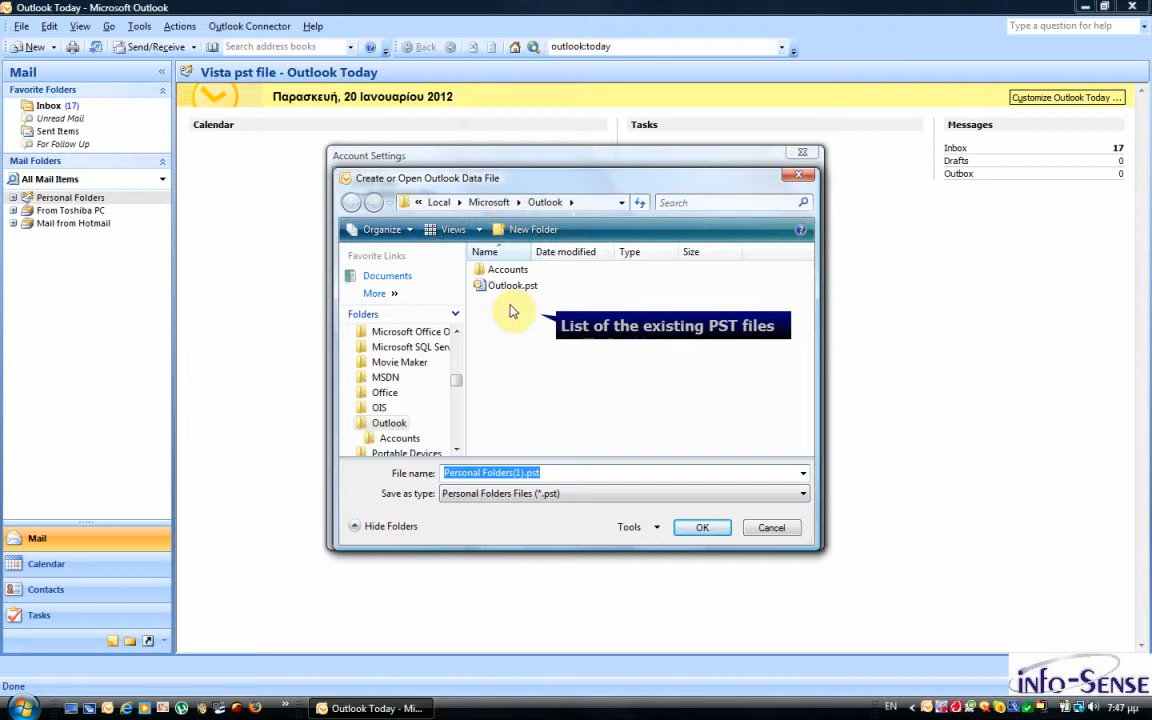 Outlook Today - Microsoft Outlook
File Edit View Go Tools Actions Outlook Connector Help
Type a question for help
New Send/Receive Search address books Back outlook:today
Mail
Vista pst file - Outlook Today
Favorite Folders
Inbox (17)
Unread Mail
Sent Items
For Follow Up
Mail Folders
All Mail Items
Personal Folders
From Toshiba PC
Mail from Hotmail
Παρασκευή, 20 Ιανουαρίου 2012
Customize Outlook Today ...
Calendar
Tasks
Messages
Inbox 17
Drafts 0
Outbox 0
Account Settings
Create or Open Outlook Data File
« Local Microsoft Outlook
Search
Organize Views New Folder
Favorite Links
Documents
More »
Folders
Microsoft Office O
Microsoft SQL Ser
Movie Maker
MSDN
Office
OIS
Outlook
Accounts
Portable Devices
Name Date modified Type Size
Accounts
Outlook.pst
List of the existing PST files
File name: Personal Folders(1).pst
Save as type: Personal Folders Files (*.pst)
Hide Folders
Tools OK Cancel
Mail
Calendar
Contacts
Tasks
Done
info-SENSE
Outlook Today - Mi...
EN
7:47 μμ